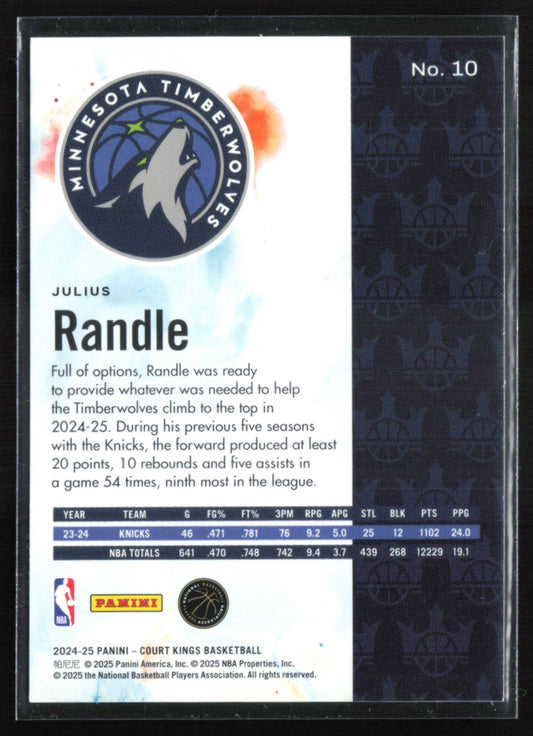 No. 10
MINNESOTA TIMBERWOLVES
JULIUS
Randle
Full of options, Randle was ready
to provide whatever was needed to help
the Timberwolves climb to the top in
2024-25. During his previous five seasons
with the Knicks, the forward produced at least
20 points, 10 rebounds and five assists in
a game 54 times, ninth most in the league.
YEAR TEAM G FG% FT% 3PM RPG APG STL BLK PTS PPG
23-24 KNICKS 46 .471 .781 76 9.2 5.0 25 12 1102 24.0
NBA TOTALS 641 .470 .748 742 9.4 3.7 439 268 12229 19.1
NBA
PANINI
NATIONAL BASKETBALL PLAYERS ASSOCIATION
2024-25 PANINI – COURT KINGS BASKETBALL
帕尼尼 © 2025 Panini America, Inc. © 2025 NBA Properties, Inc.
© 2025 the National Basketball Players Association. All rights reserved.